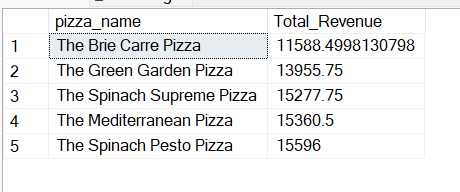 pizza_name Total_Revenue
1 The Brie Carre Pizza 11588.4998130798
2 The Green Garden Pizza 13955.75
3 The Spinach Supreme Pizza 15277.75
4 The Mediterranean Pizza 15360.5
5 The Spinach Pesto Pizza 15596